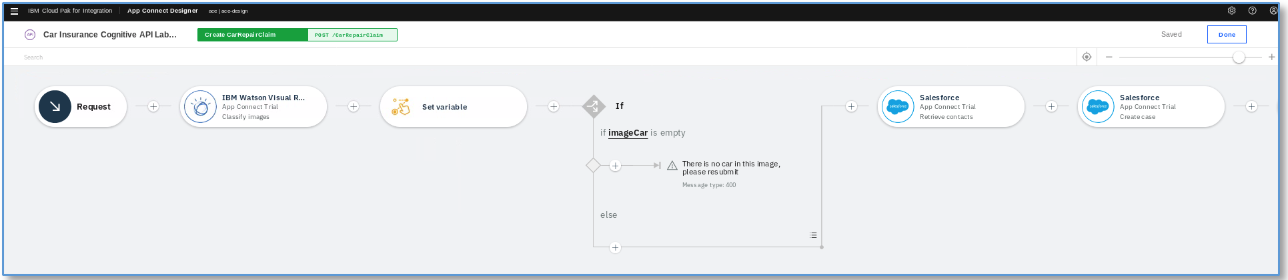 IBM Cloud Pak for Integration App Connect Designer ace | ace-design
Car Insurance Cognitive API Lab... Create CarRepairClaim POST /CarRepairClaim Saved Done
Search
Request
IBM Watson Visual R...
App Connect Trial
Classify images
Set variable
If
if imageCar is empty
There is no car in this image,
please resubmit
Message type: 400
else
Salesforce
App Connect Trial
Retrieve contacts
Salesforce
App Connect Trial
Create case